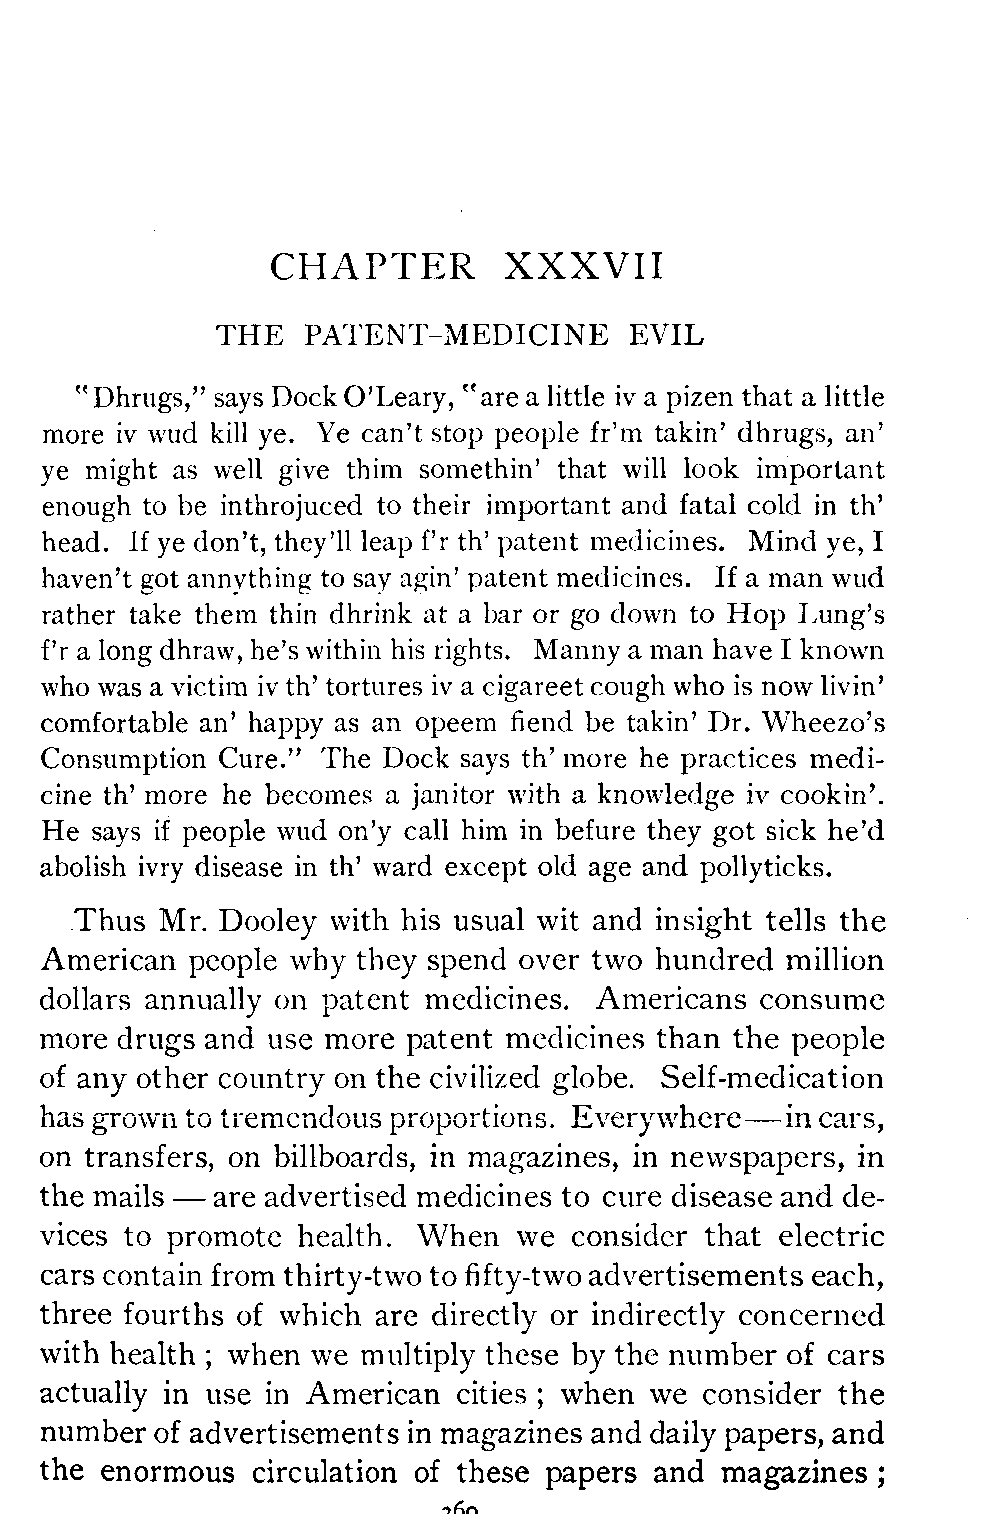 CHAPTER XXXVII
THE PATENT-MEDICINE EVIL
"Dhrugs," says Dock O'Leary, "are a little iv a pizen that a little
more iv wud kill ye. Ye can't stop people fr'm takin' dhrugs, an'
ye might as well give thim somethin' that will look important
enough to be inthrojuced to their important and fatal cold in th'
head. If ye don't, they'll leap f'r th' patent medicines. Mind ye, I
haven't got annything to say agin' patent medicines. If a man wud
rather take them thin dhrink at a bar or go down to Hop Lung's
f'r a long dhraw, he's within his rights. Manny a man have I known
who was a victim iv th' tortures iv a cigareet cough who is now livin'
comfortable an' happy as an opeem fiend be takin' Dr. Wheezo's
Consumption Cure." The Dock says th' more he practices medi-
cine th' more he becomes a janitor with a knowledge iv cookin'.
He says if people wud on'y call him in befure they got sick he'd
abolish ivry disease in th' ward except old age and pollyticks.
Thus Mr. Dooley with his usual wit and insight tells the
American people why they spend over two hundred million
dollars annually on patent medicines. Americans consume
more drugs and use more patent medicines than the people
of any other country on the civilized globe. Self-medication
has grown to tremendous proportions. Everywhere—in cars,
on transfers, on billboards, in magazines, in newspapers, in
the mails — are advertised medicines to cure disease and de-
vices to promote health. When we consider that electric
cars contain from thirty-two to fifty-two advertisements each,
three fourths of which are directly or indirectly concerned
with health ; when we multiply these by the number of cars
actually in use in American cities ; when we consider the
number of advertisements in magazines and daily papers, and
the enormous circulation of these papers and magazines ;